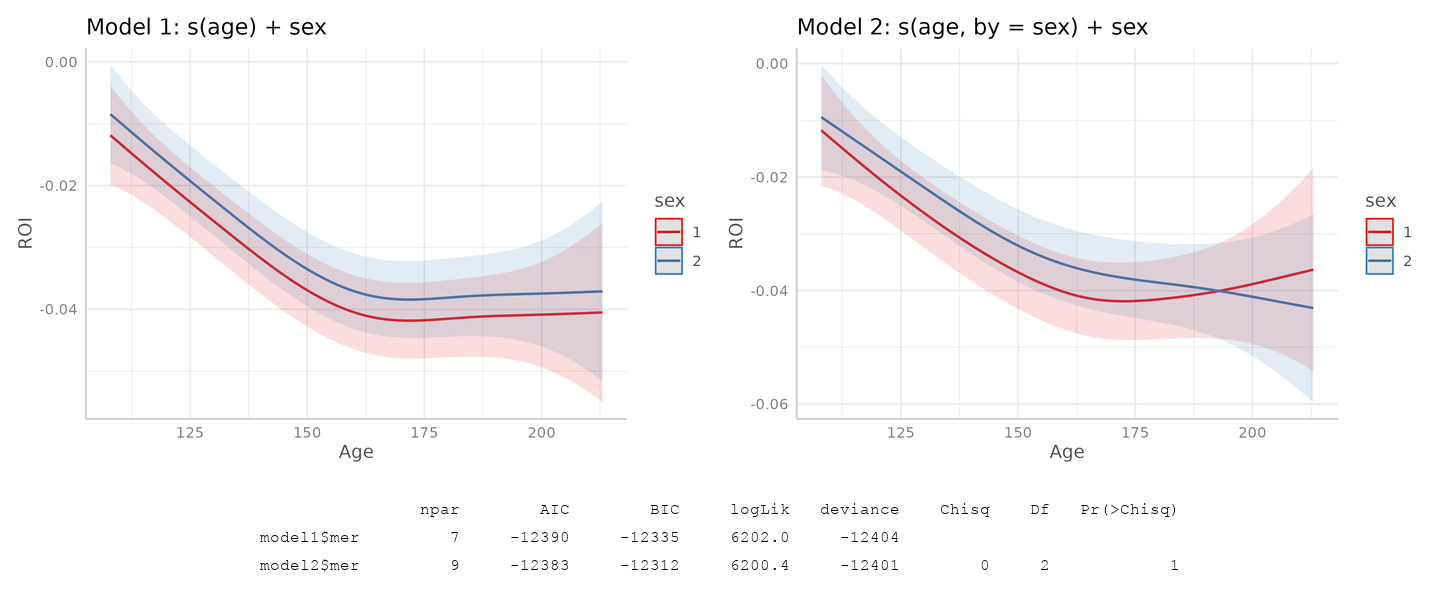 Model 1: s(age) + sex
0.00
-0.02
-0.04
ROI
125 150 175 200
Age
sex
1
2
Model 2: s(age, by = sex) + sex
0.00
-0.02
-0.04
-0.06
ROI
125 150 175 200
Age
sex
1
2
npar AIC BIC logLik deviance Chisq Df Pr(>Chisq)
model1$mer 7 -12390 -12335 6202.0 -12404
model2$mer 9 -12383 -12312 6200.4 -12401 0 2 1